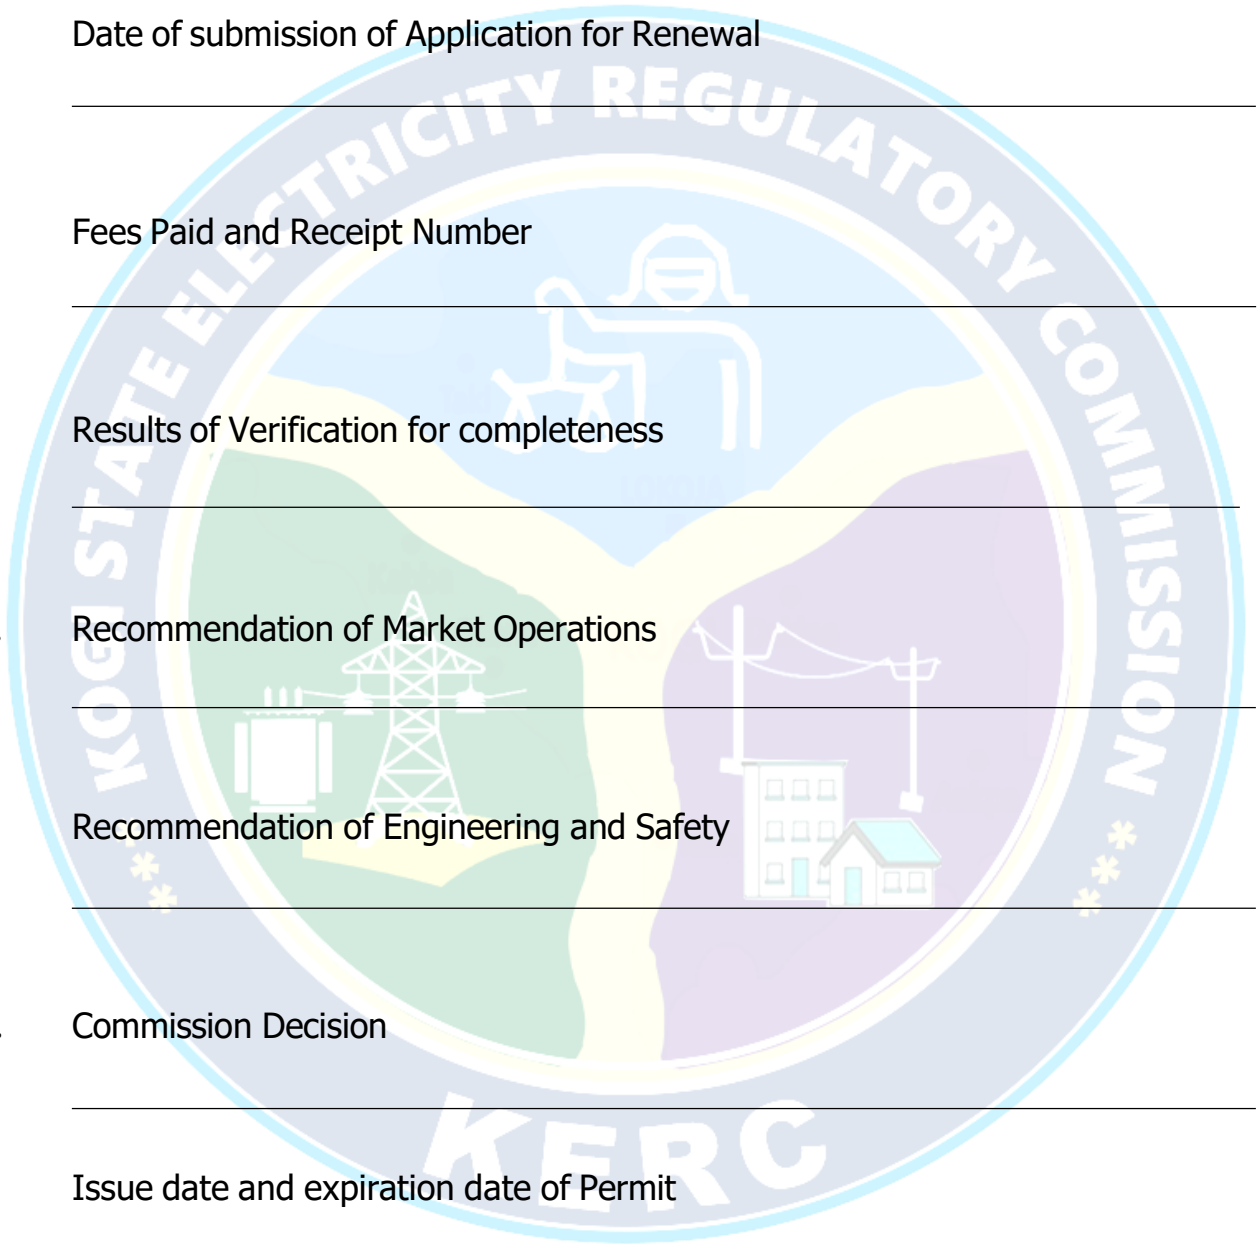 Date of submission of Application for Renewal
Fees Paid and Receipt Number
Results of Verification for completeness
. Recommendation of Market Operations
Recommendation of Engineering and Safety
. Commission Decision
Issue date and expiration date of Permit
KOGI STATE ELECTRICITY REGULATORY COMMISSION
LOKOJA
KERC